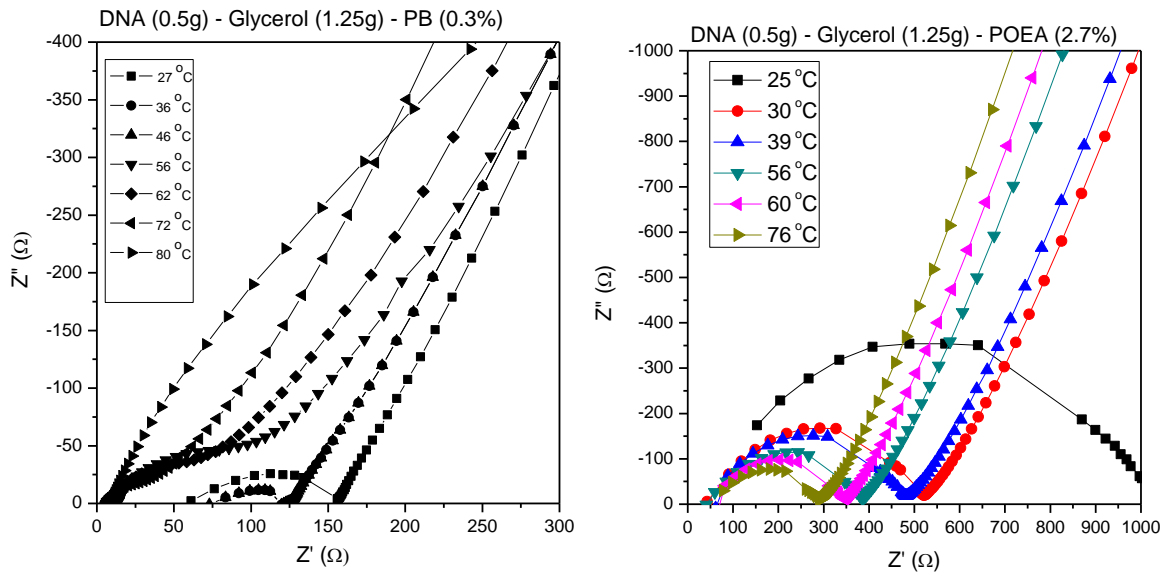 DNA (0.5g) - Glycerol (1.25g) - PB (0.3%)
-400
-350
-300
-250
-200
-150
-100
-50
0
Z'' (Ω)
27 °C
36 °C
46 °C
56 °C
62 °C
72 °C
80 °C
0 50 100 150 200 250 300
Z' (Ω)
DNA (0.5g) - Glycerol (1.25g) - POEA (2.7%)
-1000
-900
-800
-700
-600
-500
-400
-300
-200
-100
0
Z'' (Ω)
25 °C
30 °C
39 °C
56 °C
60 °C
76 °C
0 100 200 300 400 500 600 700 800 900 1000
Z' (Ω)